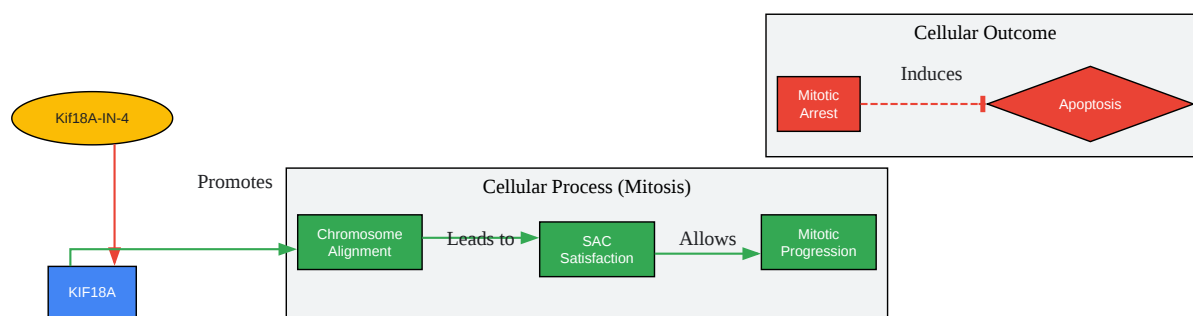 Cellular Outcome
Induces
Mitotic
Arrest
Apoptosis
Kif18A-IN-4
Promotes
Cellular Process (Mitosis)
Chromosome
Alignment
Leads to
SAC
Satisfaction
Allows
Mitotic
Progression
KIF18A